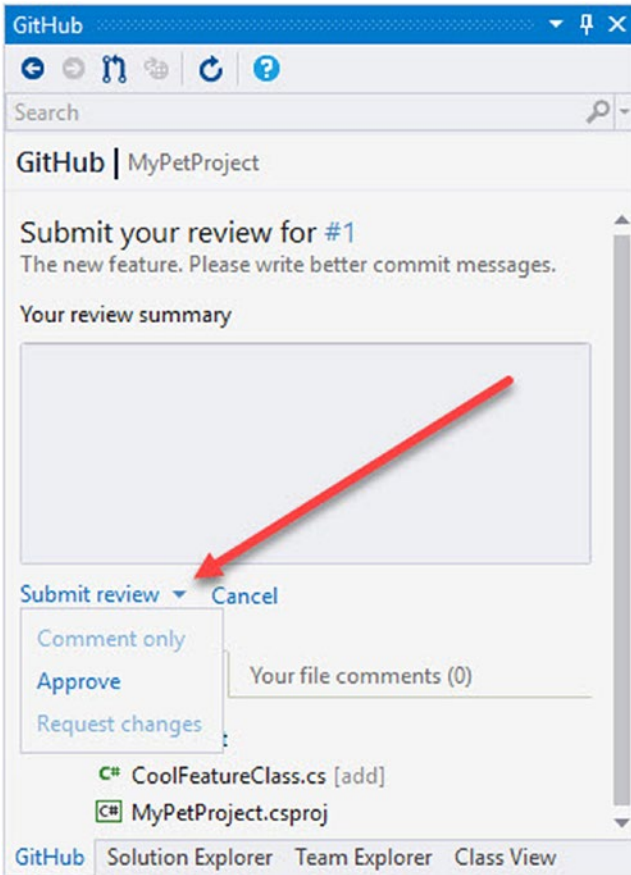 GitHub
Search
GitHub | MyPetProject
Submit your review for #1
The new feature. Please write better commit messages.
Your review summary
Submit review Cancel
Comment only
Approve
Request changes
Your file comments (0)
C# CoolFeatureClass.cs [add]
C# MyPetProject.csproj
GitHub Solution Explorer Team Explorer Class View